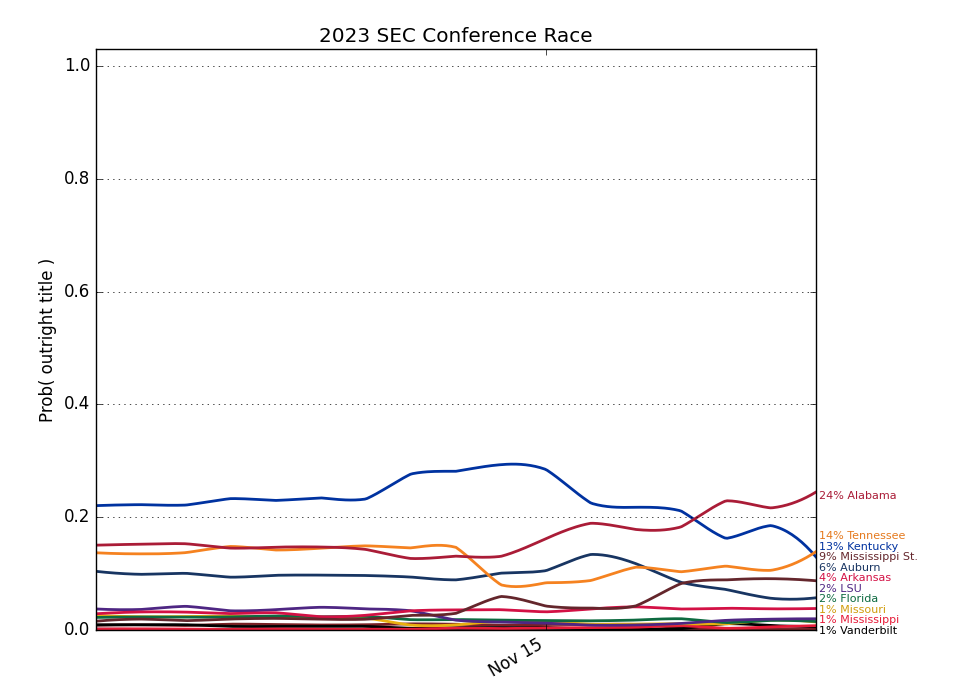 2023 SEC Conference Race
Prob( outright title )
1.0
0.8
0.6
0.4
0.2
0.0
Nov 15
24% Alabama
14% Tennessee
13% Kentucky
9% Mississippi St.
6% Auburn
4% Arkansas
2% LSU
2% Florida
1% Missouri
1% Mississippi
1% Vanderbilt